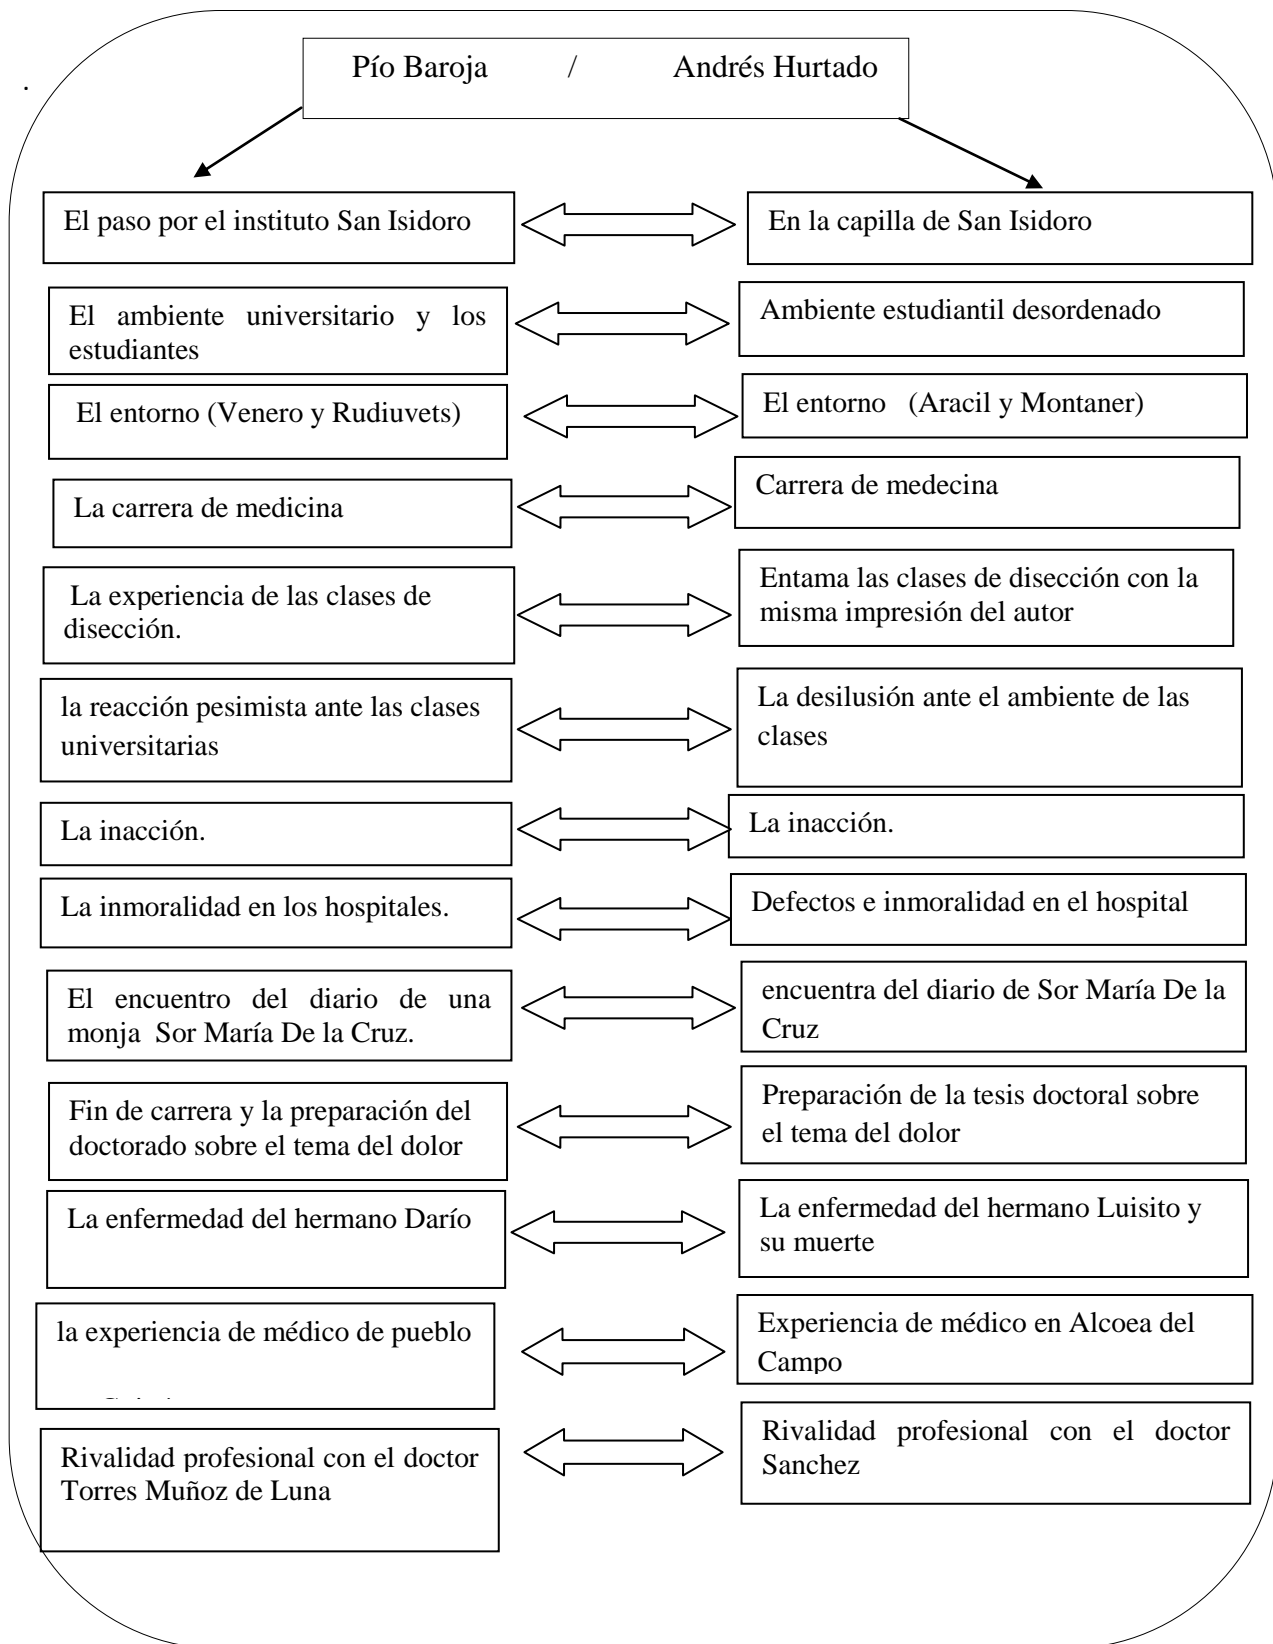 Pío Baroja / Andrés Hurtado
.
El paso por el instituto San Isidoro
En la capilla de San Isidoro
El ambiente universitario y los
estudiantes
Ambiente estudiantil desordenado
El entorno (Venero y Rudiuvets)
El entorno (Aracil y Montaner)
La carrera de medicina
Carrera de medecina
La experiencia de las clases de
disección.
Entama las clases de disección con la
misma impresión del autor
la reacción pesimista ante las clases
universitarias
La desilusión ante el ambiente de las
clases
La inacción.
La inacción.
La inmoralidad en los hospitales.
Defectos e inmoralidad en el hospital
El encuentro del diario de una
monja Sor María De la Cruz.
encuentra del diario de Sor María De la
Cruz
Fin de carrera y la preparación del
doctorado sobre el tema del dolor
Preparación de la tesis doctoral sobre
el tema del dolor
La enfermedad del hermano Darío
La enfermedad del hermano Luisito y
su muerte
la experiencia de médico de pueblo
Experiencia de médico en Alcoea del
Campo
Rivalidad profesional con el doctor
Torres Muñoz de Luna
Rivalidad profesional con el doctor
Sanchez